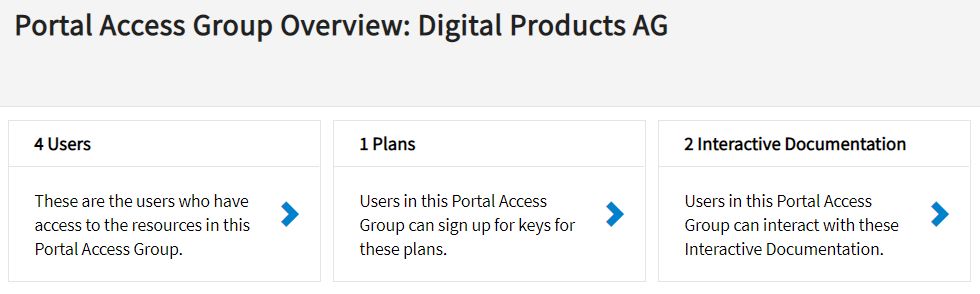 Portal Access Group Overview: Digital Products AG
4 Users
These are the users who have
access to the resources in this
Portal Access Group.
1 Plans
Users in this Portal Access
Group can sign up for keys for
these plans.
2 Interactive Documentation
Users in this Portal Access
Group can interact with these
Interactive Documentation.